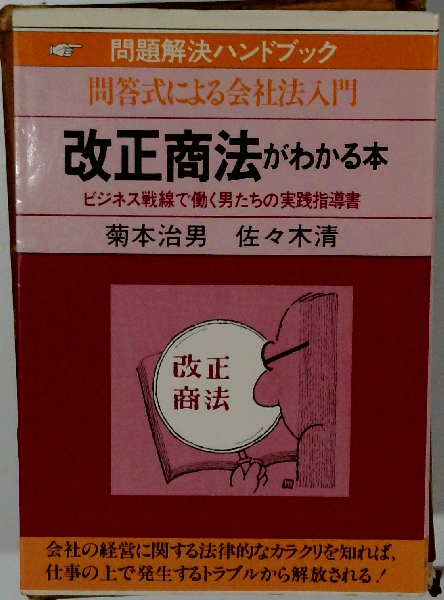 問題解決ハンドブック
問答式による会社法入門
改正商法がわかる本
ビジネス戦線で働く男たちの実践指導書
菊本治男 佐々木清
改正
商法
会社の経営に関する法律的なカラクリを知れば、
仕事の上で発生するトラブルから解放される!